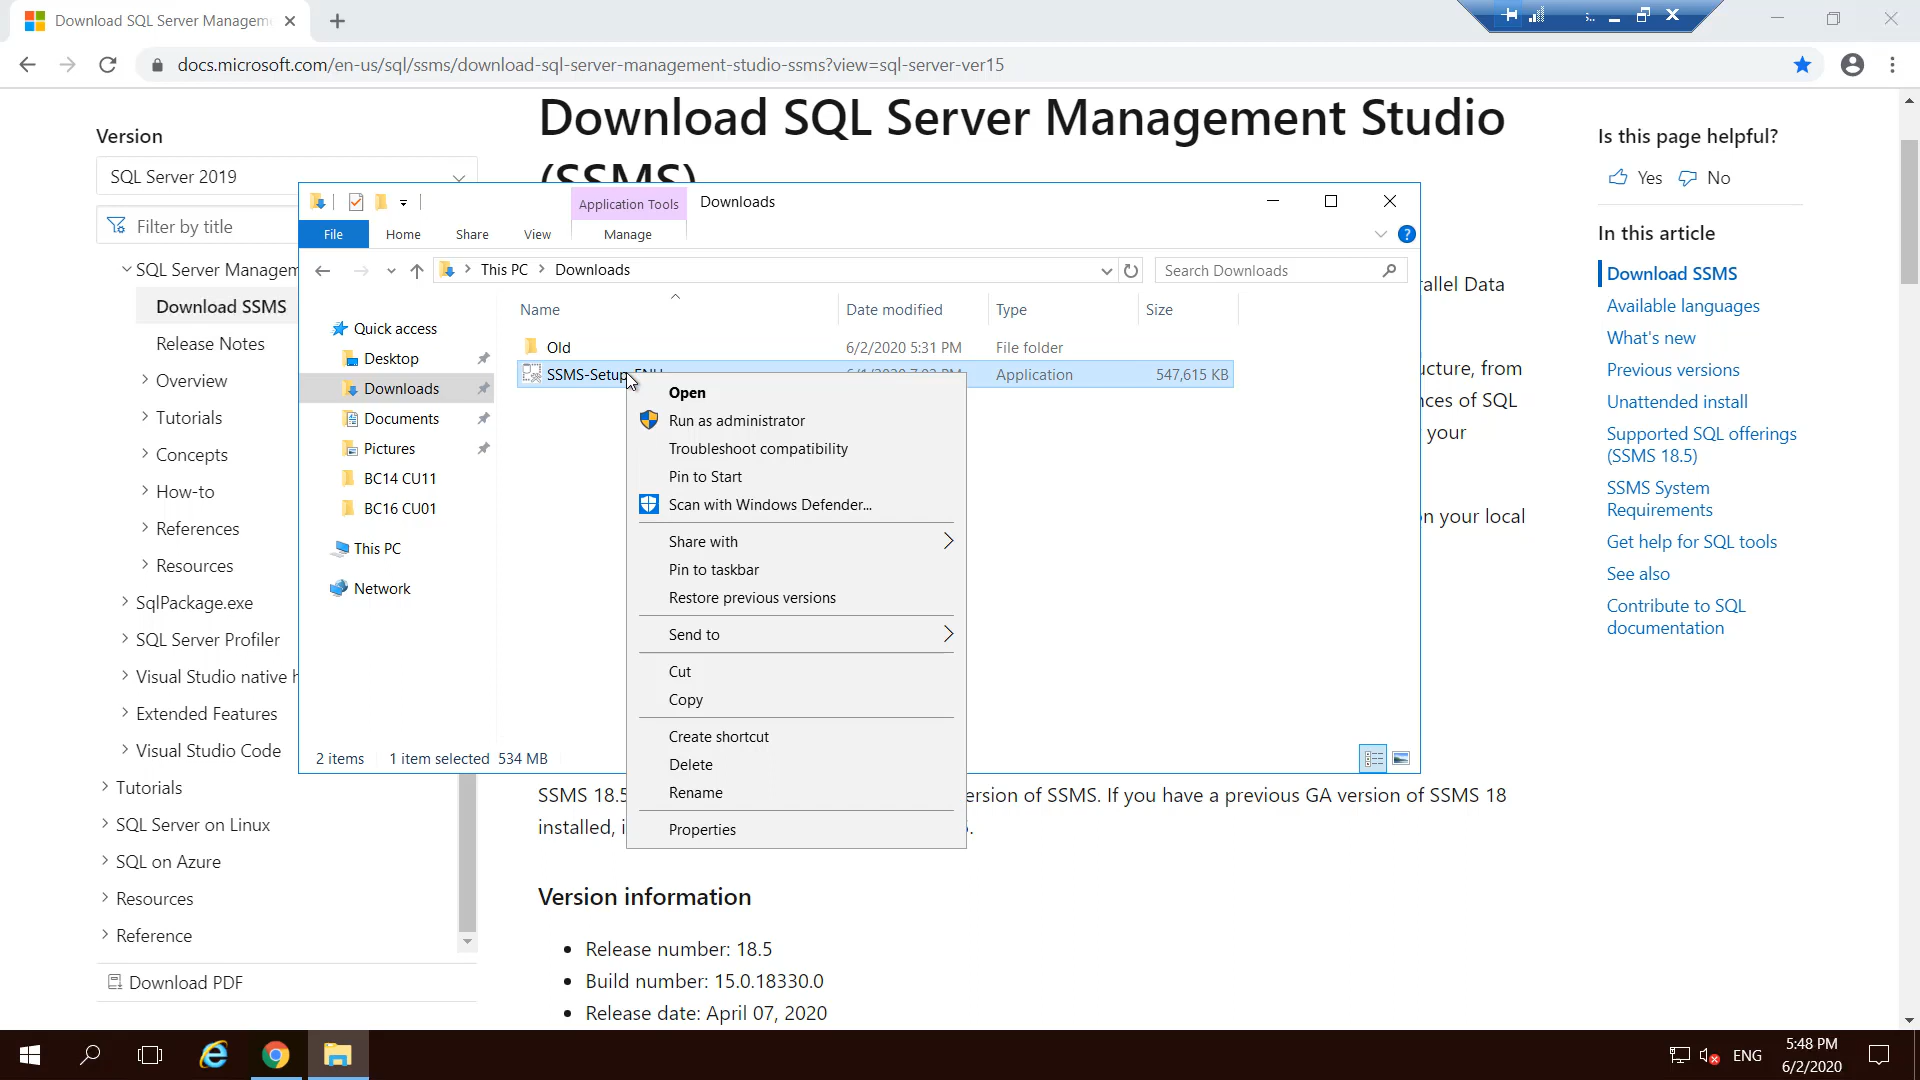 Download SQL Server Managem
docs.microsoft.com/en-us/sql/ssms/download-sql-server-management-studio-ssms?view=sql-server-ver15
Version
SQL Server 2019
Filter by title
SQL Server Managem
Download SSMS
Release Notes
Overview
Tutorials
Concepts
How-to
References
Resources
SqlPackage.exe
SQL Server Profiler
Visual Studio native h
Extended Features
Visual Studio Code
Tutorials
SQL Server on Linux
SQL on Azure
Resources
Reference
Download PDF
Download SQL Server Management Studio
(SSMS)
Application Tools
Downloads
File
Home
Share
View
Manage
This PC
Downloads
Search Downloads
Quick access
Desktop
Downloads
Documents
Pictures
BC14 CU11
BC16 CU01
This PC
Network
Name
Date modified
Type
Size
Old
6/2/2020 5:31 PM
File folder
SSMS-Setup-ENU
Application
547,615 KB
2 items
1 item selected 534 MB
Open
Run as administrator
Troubleshoot compatibility
Pin to Start
Scan with Windows Defender...
Share with
Pin to taskbar
Restore previous versions
Send to
Cut
Copy
Create shortcut
Delete
Rename
Properties
rallel Data
ucture, from
nces of SQL
your
n your local
SSMS 18.5
ersion of SSMS. If you have a previous GA version of SSMS 18
installed, i
Version information
Release number: 18.5
Build number: 15.0.18330.0
Release date: April 07, 2020
Is this page helpful?
Yes
No
In this article
Download SSMS
Available languages
What's new
Previous versions
Unattended install
Supported SQL offerings
(SSMS 18.5)
SSMS System
Requirements
Get help for SQL tools
See also
Contribute to SQL
documentation
ENG
5:48 PM
6/2/2020